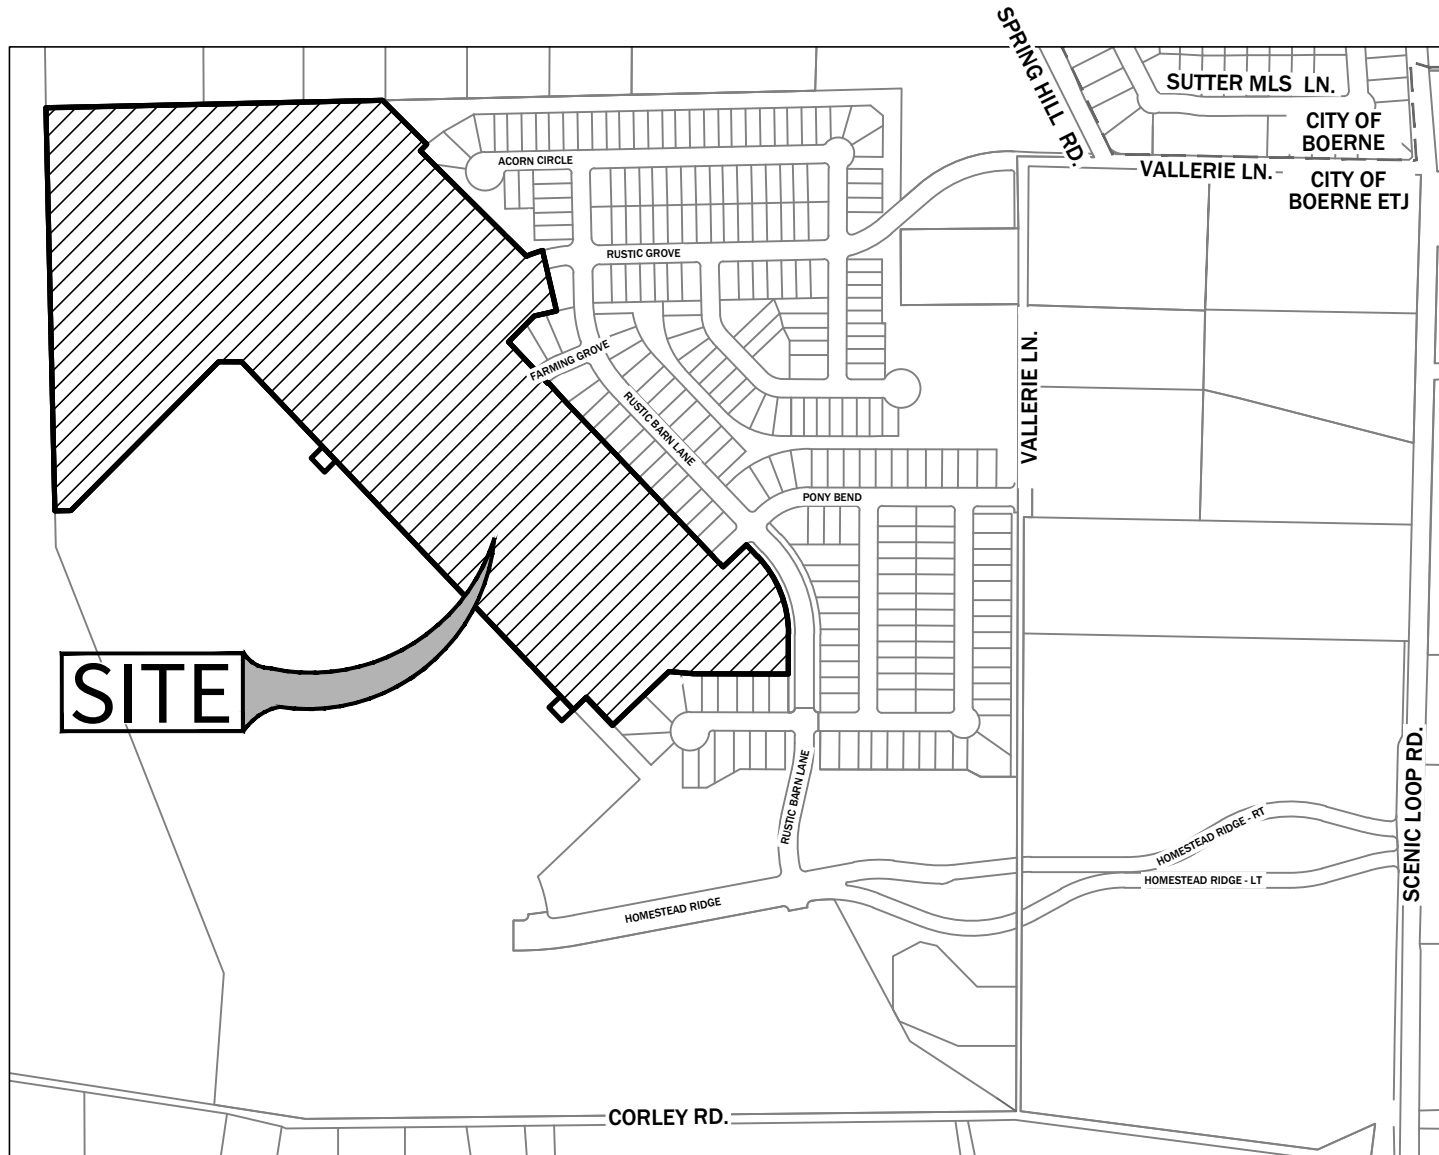 SPRING HILL RD.
SUTTER MLS LN.
CITY OF
BOERNE
VALLERIE LN.
CITY OF
BOERNE ETJ
ACORN CIRCLE
RUSTIC GROVE
FARMING GROVE
VALLERIE LN.
RUSTIC BARN LANE
PONY BEND
SITE
RUSTIC BARN LANE
SCENIC LOOP RD.
HOMESTEAD RIDGE - RT
HOMESTEAD RIDGE - LT
HOMESTEAD RIDGE
CORLEY RD.